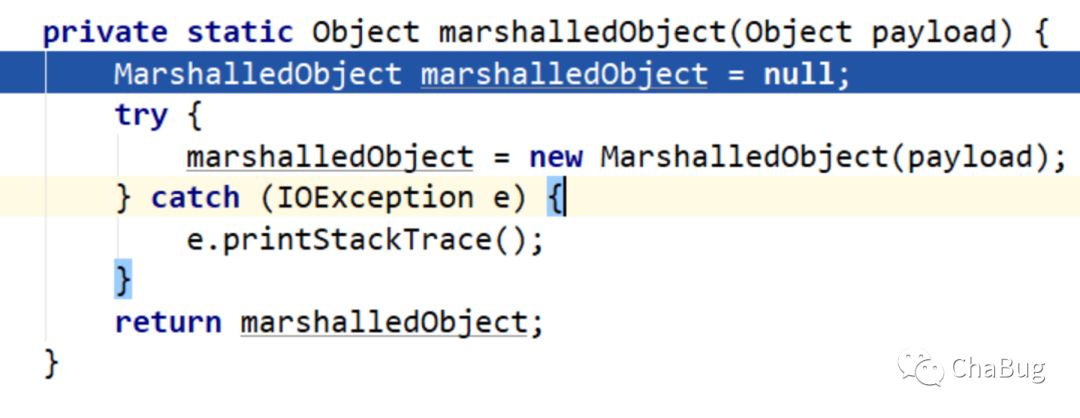 private static Object marshalledObject(Object payload) {
MarshalledObject marshalledObject = null;
try {
marshalledObject = new MarshalledObject(payload);
} catch (IOException e) {
e.printStackTrace();
}
return marshalledObject;
}
ChaBug